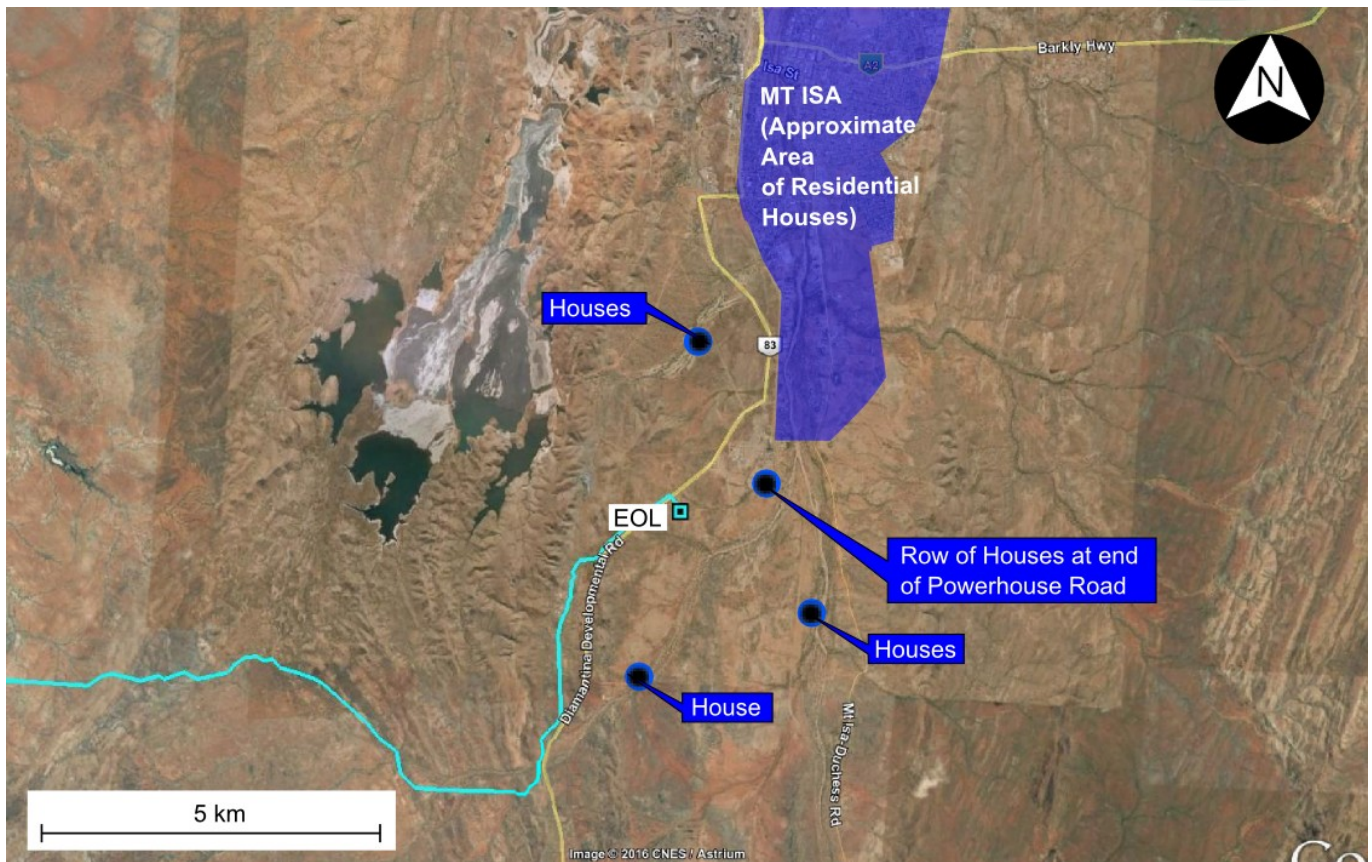 Barkly Hwy
A2
Isa St
N
MT ISA
(Approximate
Area
of Residential
Houses)
Houses
83
EOL
Row of Houses at end
of Powerhouse Road
Diamantina Developmental Rd
Houses
House
Mt Isa-Duchess Rd
5 km
Image © 2016 CNES / Astrium